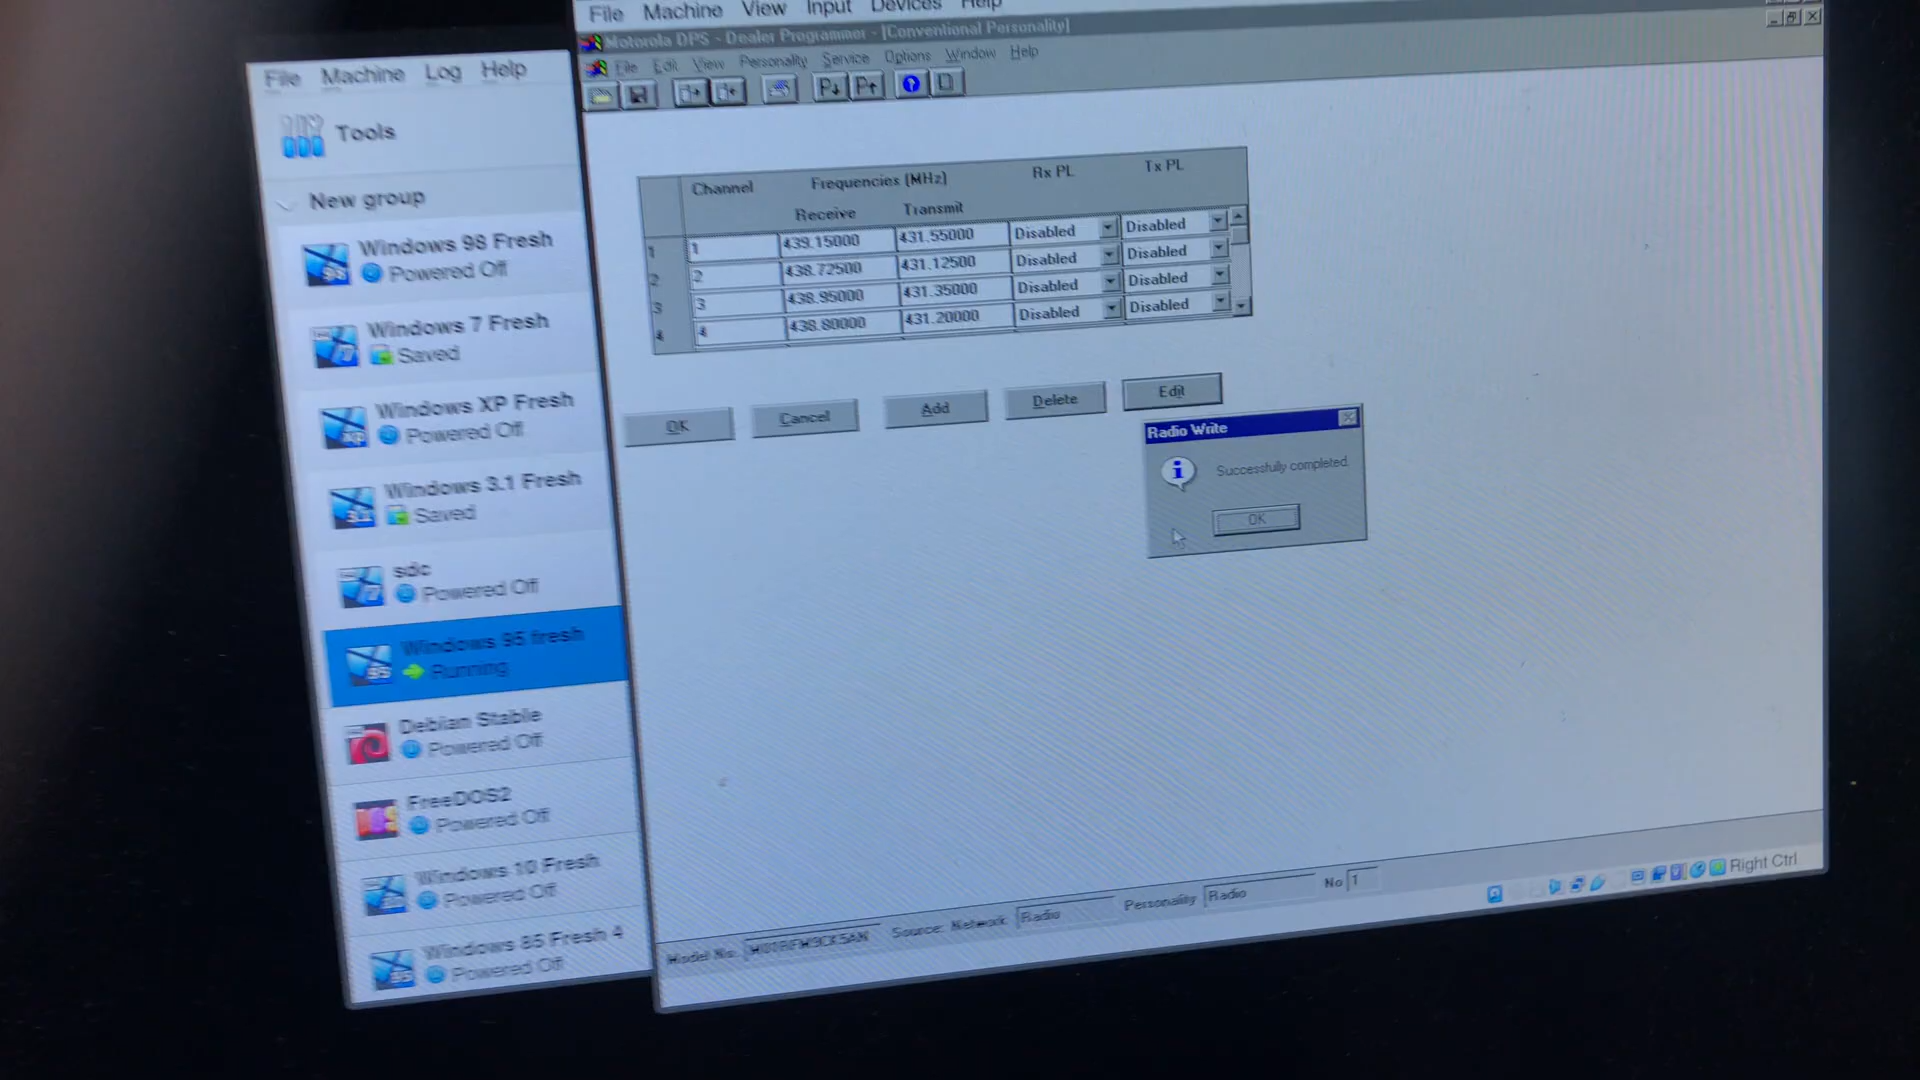 File Machine Log Help
Tools
New group
Windows 98 Fresh
Powered Off
Windows 7 Fresh
Saved
Windows XP Fresh
Powered Off
Windows 3.1 Fresh
Saved
sdc
Powered Off
Windows 95 fresh
Running
Debian Stable
Powered Off
FreeDOS2
Powered Off
Windows 10 Fresh
Powered Off
Windows 85 Fresh 4
Powered Off
File Machine View Input Devices Help
Motorola DPS - Dealer Programmer - [Conventional Personality]
File Edit View Personality Service Options Window Help
Channel Frequencies (MHz) Rx PL Tx PL
Receive Transmit
1 1 439.15000 431.55000 Disabled Disabled
2 2 438.72500 431.12500 Disabled Disabled
3 3 438.95000 431.35000 Disabled Disabled
4 4 438.80000 431.20000 Disabled Disabled
OK Cancel Add Delete Edit
Radio Write
Successfully completed.
OK
Model No: Source: Network Radio Personality Radio No 1
Right Ctrl